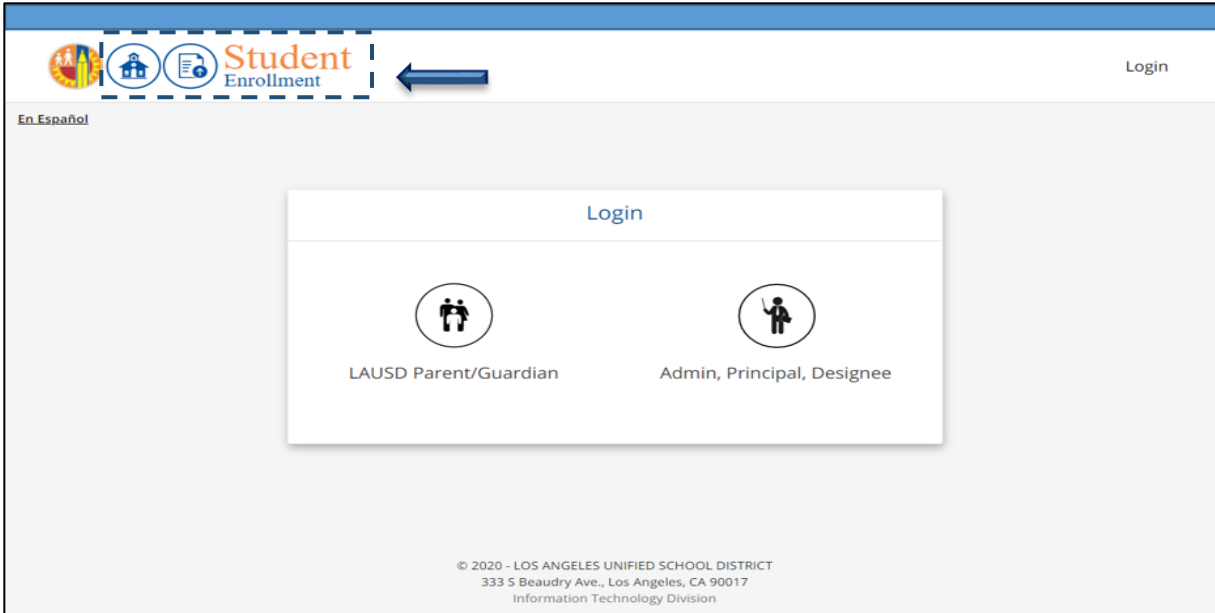 Student
Enrollment
Login
En Español
Login
LAUSD Parent/Guardian
Admin, Principal, Designee
© 2020 - LOS ANGELES UNIFIED SCHOOL DISTRICT
333 S Beaudry Ave., Los Angeles, CA 90017
Information Technology Division